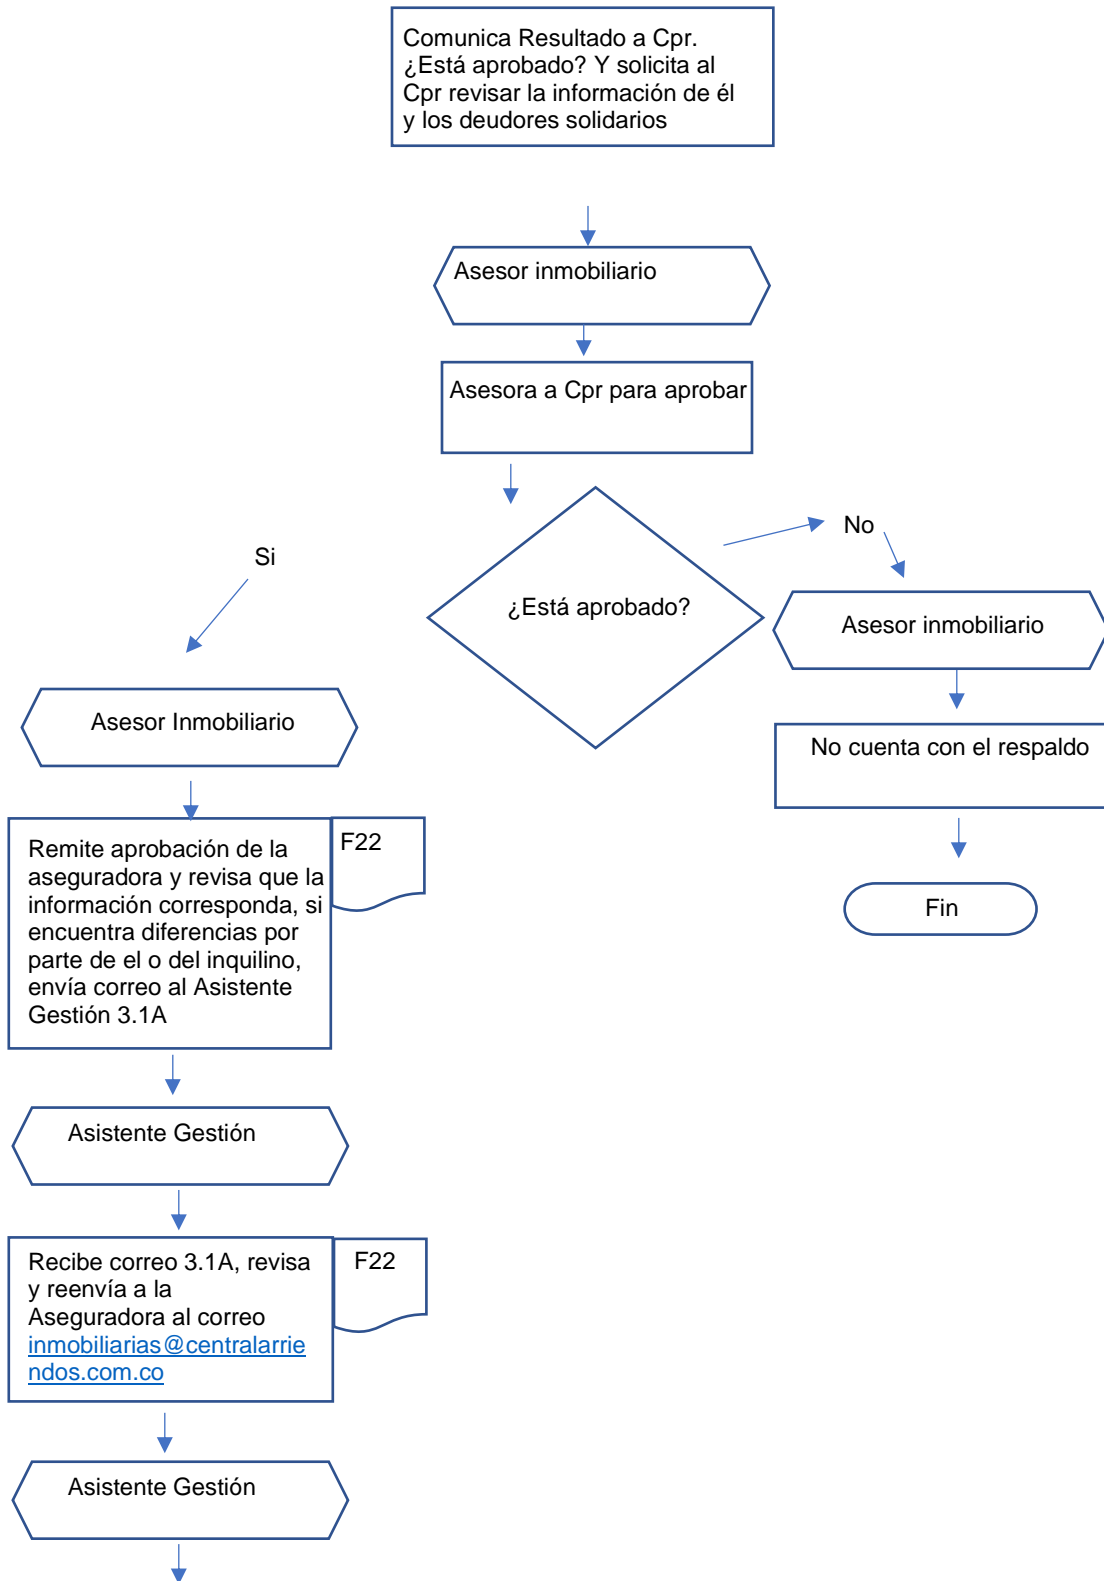 Comunica Resultado a Cpr.
¿Está aprobado? Y solicita al
Cpr revisar la información de él
y los deudores solidarios
Asesor inmobiliario
Asesora a Cpr para aprobar
¿Está aprobado?
No
Asesor inmobiliario
No cuenta con el respaldo
Fin
Si
Asesor Inmobiliario
Remite aprobación de la
aseguradora y revisa que la
información corresponda, si
encuentra diferencias por
parte de el o del inquilino,
envía correo al Asistente
Gestión 3.1A
F22
Asistente Gestión
Recibe correo 3.1A, revisa
y reenvía a la
Aseguradora al correo
inmobiliarias@centralarrie
ndos.com.co
F22
Asistente Gestión